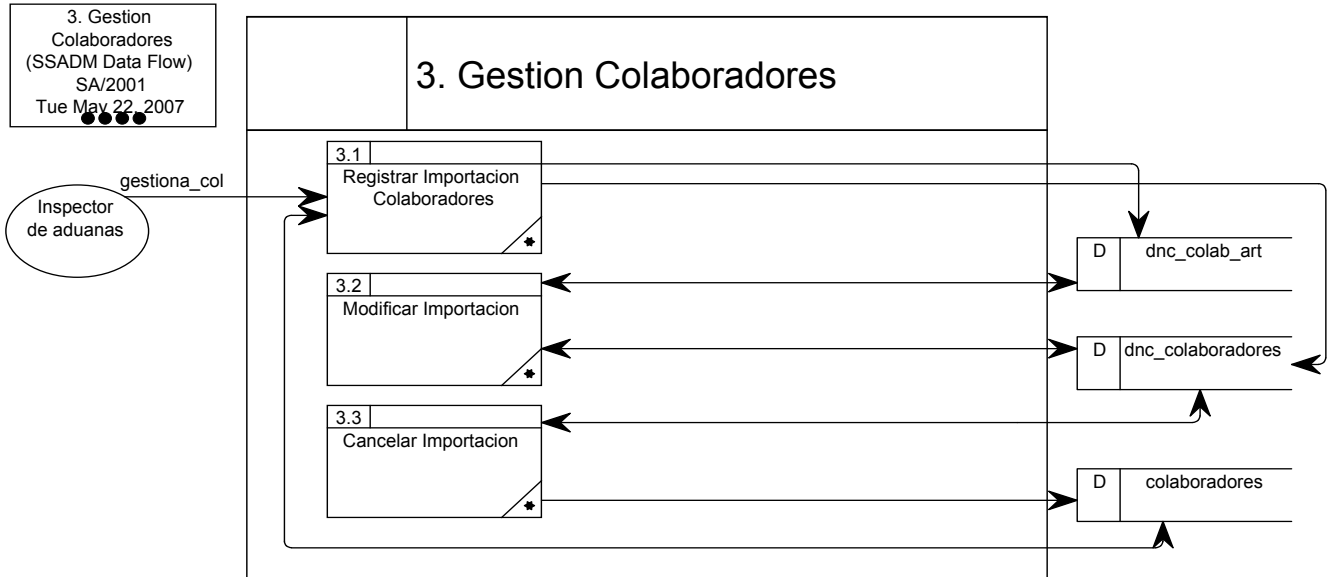 3. Gestion
Colaboradores
(SSADM Data Flow)
SA/2001
Tue May 22, 2007
3. Gestion Colaboradores
gestiona_col
Inspector
de aduanas
3.1
Registrar Importacion
Colaboradores
*
3.2
Modificar Importacion
*
3.3
Cancelar Importacion
*
D dnc_colab_art
D dnc_colaboradores
D colaboradores